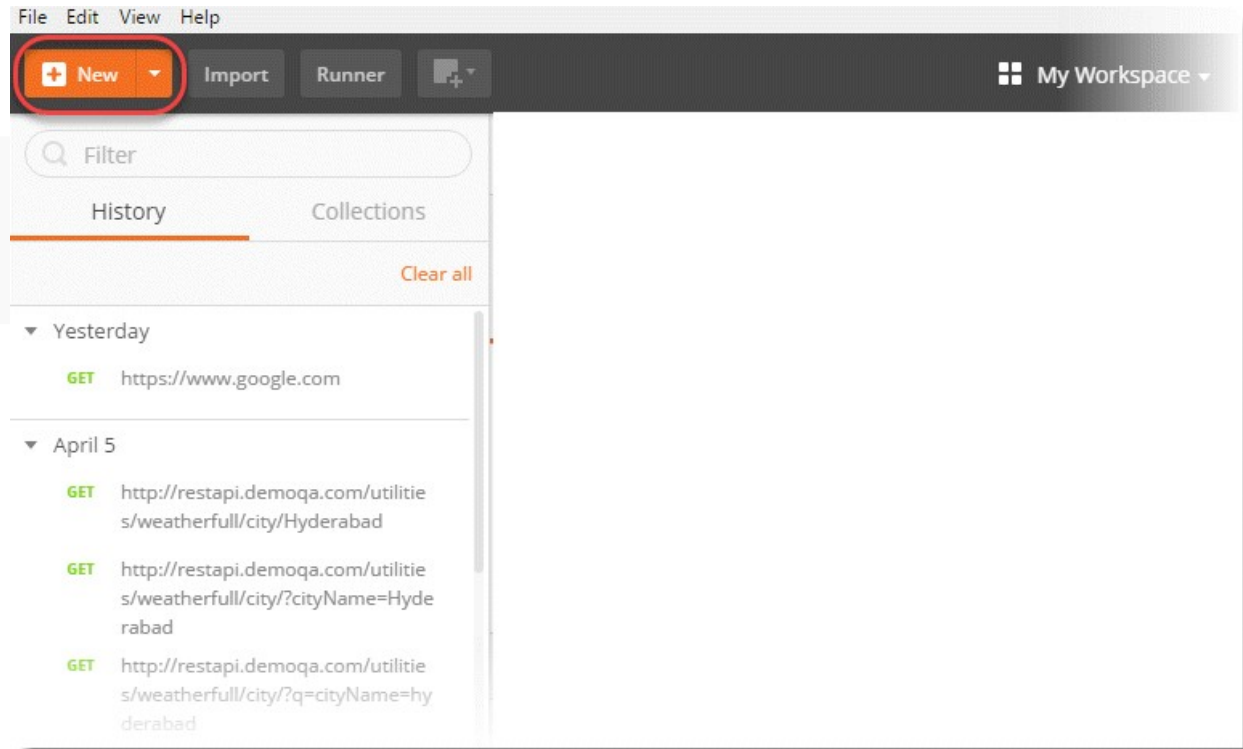 File Edit View Help
New Import Runner My Workspace
Filter
History Collections
Clear all
Yesterday
GET https://www.google.com
April 5
GET http://restapi.demoqa.com/utilitie
s/weatherfull/city/Hyderabad
GET http://restapi.demoqa.com/utilitie
s/weatherfull/city/?cityName=Hyde
rabad
GET http://restapi.demoqa.com/utilitie
s/weatherfull/city/?q=cityName=hy
derabad